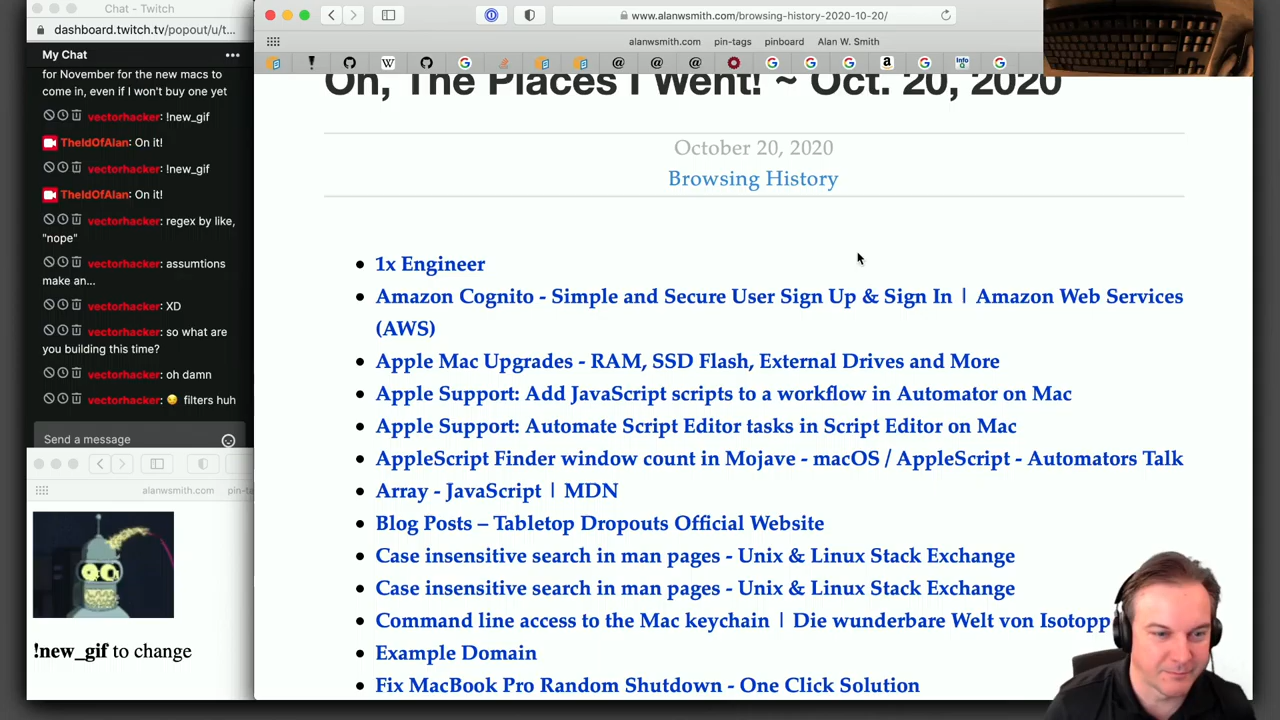 Chat - Twitch
dashboard.twitch.tv/popout/u/t...
My Chat
for November for the new macs to
come in, even if I won't buy one yet
vectorhacker: !new_gif
TheIdOfAlan: On it!
vectorhacker: !new_gif
TheIdOfAlan: On it!
vectorhacker: regex by like,
"nope"
vectorhacker: assumtions
make an...
vectorhacker: XD
vectorhacker: so what are
you building this time?
vectorhacker: oh damn
vectorhacker: filters huh
Send a message
alanwsmith.com pin-ta
!new_gif to change
www.alanwsmith.com/browsing-history-2020-10-20/
alanwsmith.com pin-tags pinboard Alan W. Smith
Oh, The Places I Went! ~ Oct. 20, 2020
October 20, 2020
Browsing History
• 1x Engineer
• Amazon Cognito - Simple and Secure User Sign Up & Sign In | Amazon Web Services
(AWS)
• Apple Mac Upgrades - RAM, SSD Flash, External Drives and More
• Apple Support: Add JavaScript scripts to a workflow in Automator on Mac
• Apple Support: Automate Script Editor tasks in Script Editor on Mac
• AppleScript Finder window count in Mojave - macOS / AppleScript - Automators Talk
• Array - JavaScript | MDN
• Blog Posts – Tabletop Dropouts Official Website
• Case insensitive search in man pages - Unix & Linux Stack Exchange
• Case insensitive search in man pages - Unix & Linux Stack Exchange
• Command line access to the Mac keychain | Die wunderbare Welt von Isotopp
• Example Domain
• Fix MacBook Pro Random Shutdown - One Click Solution